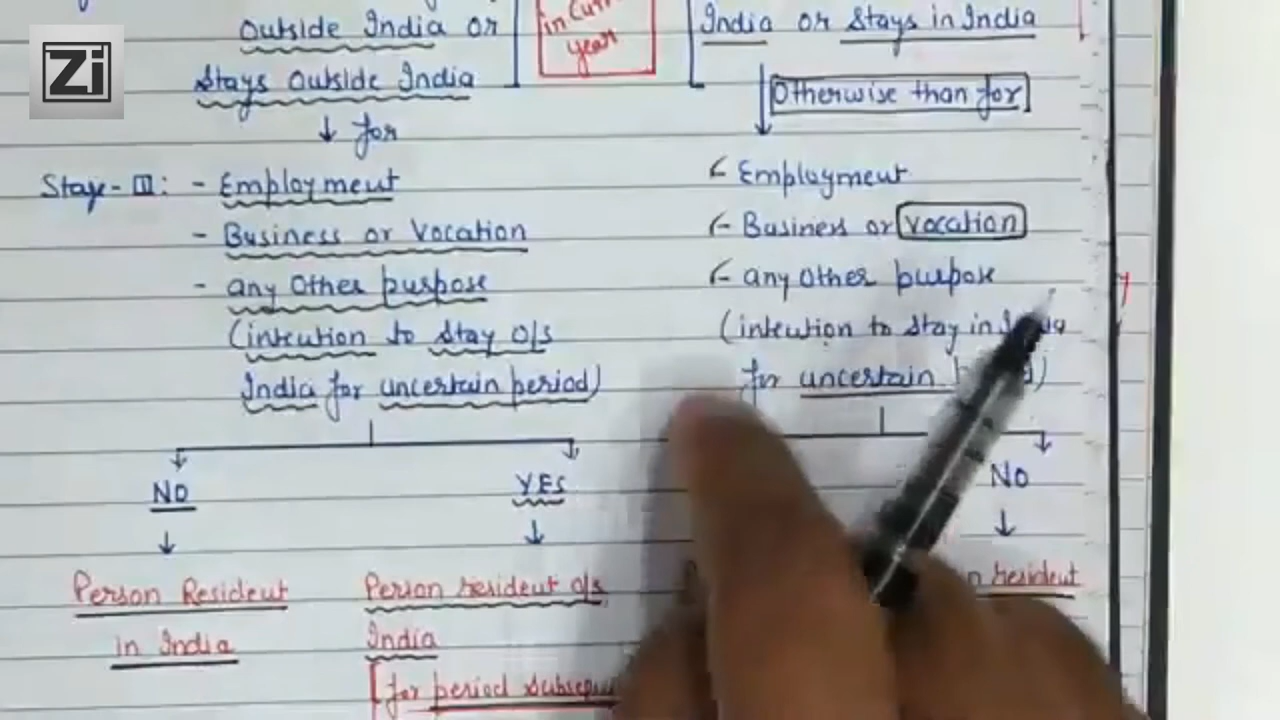 Zi
Outside India or
Stays outside India
↓ for
Stage-III: - Employment
- Business or Vocation
- any other purpose
(intention to stay o/s
India for uncertain period)
NO
YES
Person Resident
in India
Person resident o/s
India
[for period
in
year
India or stays in India
Otherwise than for
- Employment
- Business or vocation
- any other purpose
(intention to stay in
for uncertain
NO
resident